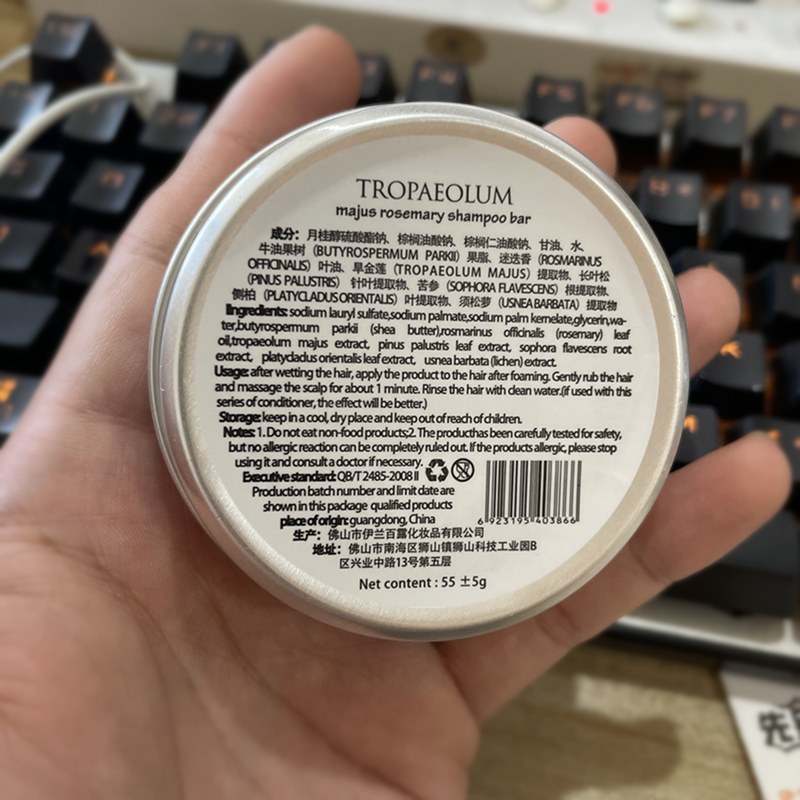 TROPAEOLUM
majus rosemary shampoo bar
成分：月桂醇硫酸酯钠、棕榈油酸钠、棕榈仁油酸钠、甘油、水、
牛油果树（BUTYROSPERMUM PARKII）果脂、迷迭香（ROSMARINUS
OFFICINALIS）叶油、旱金莲（TROPAEOLUM MAJUS）提取物、长叶松
（PINUS PALUSTRIS） 针叶提取物、苦参（SOPHORA FLAVESCENS）根提取物、
侧柏（PLATYCLADUS ORIENTALIS）叶提取物、须松萝（USNEA BARBATA）提取物
Ingredients: sodium lauryl sulfate,sodium palmate,sodium palm kernelate,glycerin,wa-
ter,butyrospermum parkii (shea butter),rosmarinus officinalis (rosemary) leaf
oil,tropaeolum majus extract, pinus palustris leaf extract, sophora flavescens root
extract, platycladus orientalis leaf extract, usnea barbata (lichen) extract.
Usage: after wetting the hair, apply the product to the hair after foaming. Gently rub the hair
and massage the scalp for about 1 minute. Rinse the hair with clean water.(if used with this
series of conditioner, the effect will be better.)
Storage: keep in a cool, dry place and keep out of reach of children.
Notes: 1. Do not eat non-food products;2. The producthas been carefully tested for safety,
but no allergic reaction can be completely ruled out. If the product is allergic, please stop
using it and consult a doctor if necessary.
Executive standard: QB/T 2485-2008 II
Production batch number and limit date are
shown in this package qualified products
place of origin: guangdong, China
6 923195 403866
生产：佛山市伊兰百露化妆品有限公司
地址：佛山市南海区狮山镇狮山科技工业园B
区兴业中路13号第五层
Net content : 55 ±5g